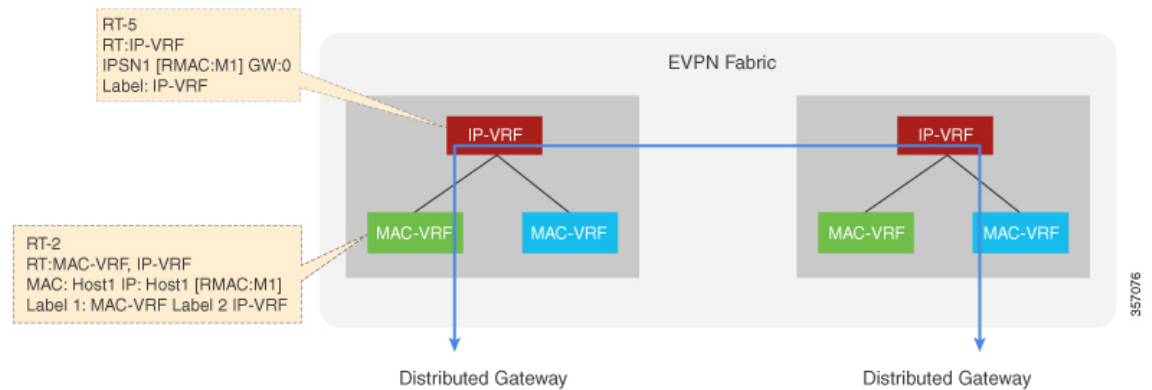 RT-5
RT:IP-VRF
IPSN1 [RMAC:M1] GW:0
Label: IP-VRF
EVPN Fabric
IP-VRF
IP-VRF
MAC-VRF
MAC-VRF
MAC-VRF
MAC-VRF
RT-2
RT:MAC-VRF, IP-VRF
MAC: Host1 IP: Host1 [RMAC:M1]
Label 1: MAC-VRF Label 2 IP-VRF
357076
Distributed Gateway
Distributed Gateway